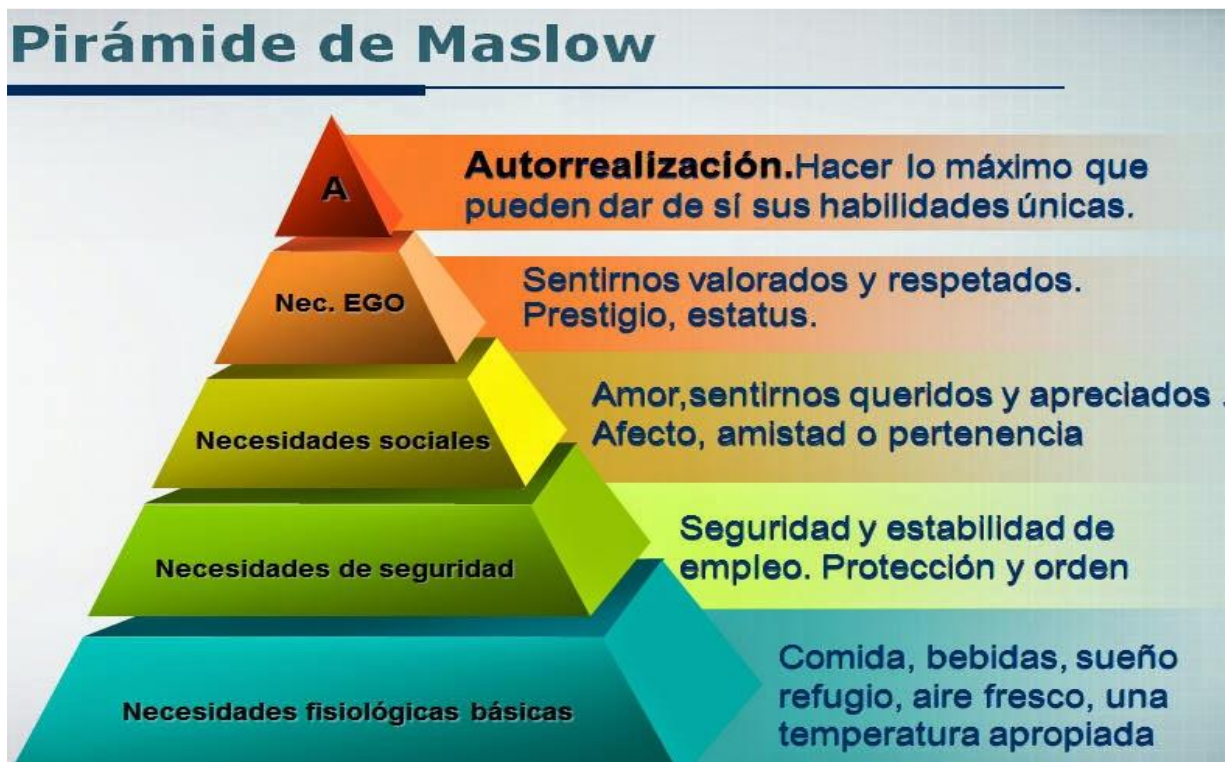 Pirámide de Maslow
A
Autorrealización.Hacer lo máximo que
pueden dar de sí sus habilidades únicas.
Nec. EGO
Sentirnos valorados y respetados.
Prestigio, estatus.
Necesidades sociales
Amor,sentirnos queridos y apreciados .
Afecto, amistad o pertenencia
Necesidades de seguridad
Seguridad y estabilidad de
empleo. Protección y orden
Necesidades fisiológicas básicas
Comida, bebidas, sueño
refugio, aire fresco, una
temperatura apropiada